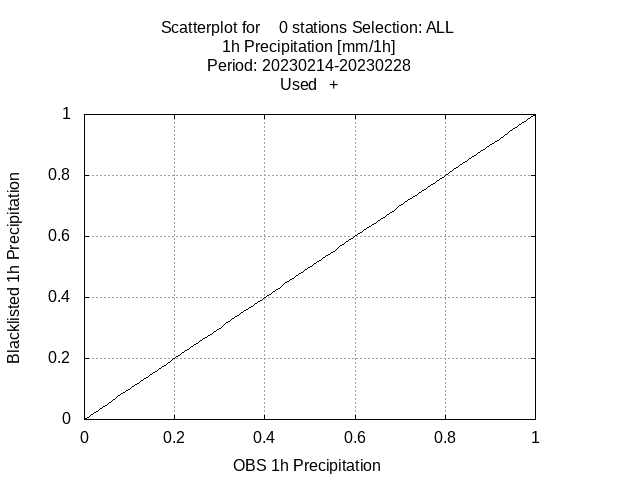 Scatterplot for    0 stations Selection: ALL
1h Precipitation [mm/1h]
Period: 20230214-20230228
Used   +
1
0.8
0.6
0.4
0.2
0
Blacklisted 1h Precipitation
0 0.2 0.4 0.6 0.8 1
OBS 1h Precipitation